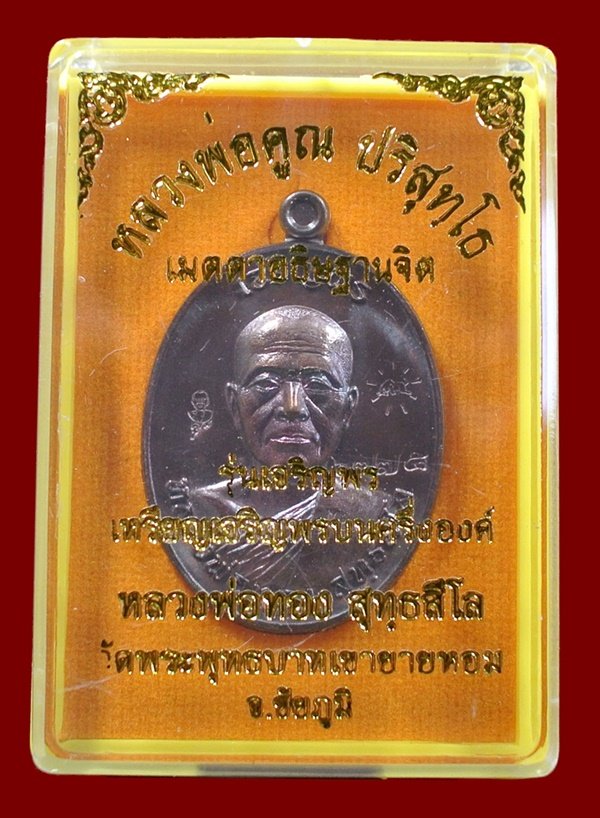 หลวงพ่อคูณ ปริสุทฺโธ
เมตตาอธิษฐานจิต
รุ่นเจริญพร
เหรียญเจริญพรบนครึ่งองค์
หลวงพ่อทอง สุทฺธสีโล
วัดพระพุทธบาทเขายายหอม
จ.ชัยภูมิ